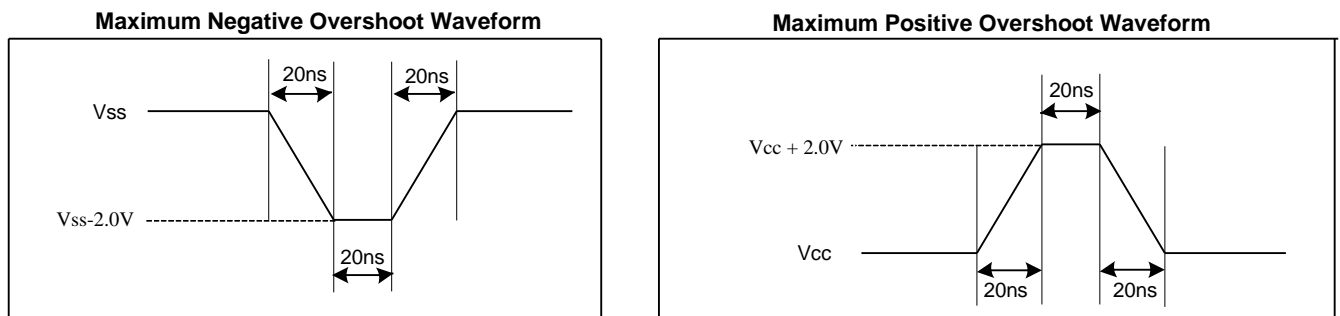 Maximum Negative Overshoot Waveform
20ns
20ns
Vss
Vss-2.0V
20ns
Maximum Positive Overshoot Waveform
20ns
Vcc + 2.0V
Vcc
20ns
20ns